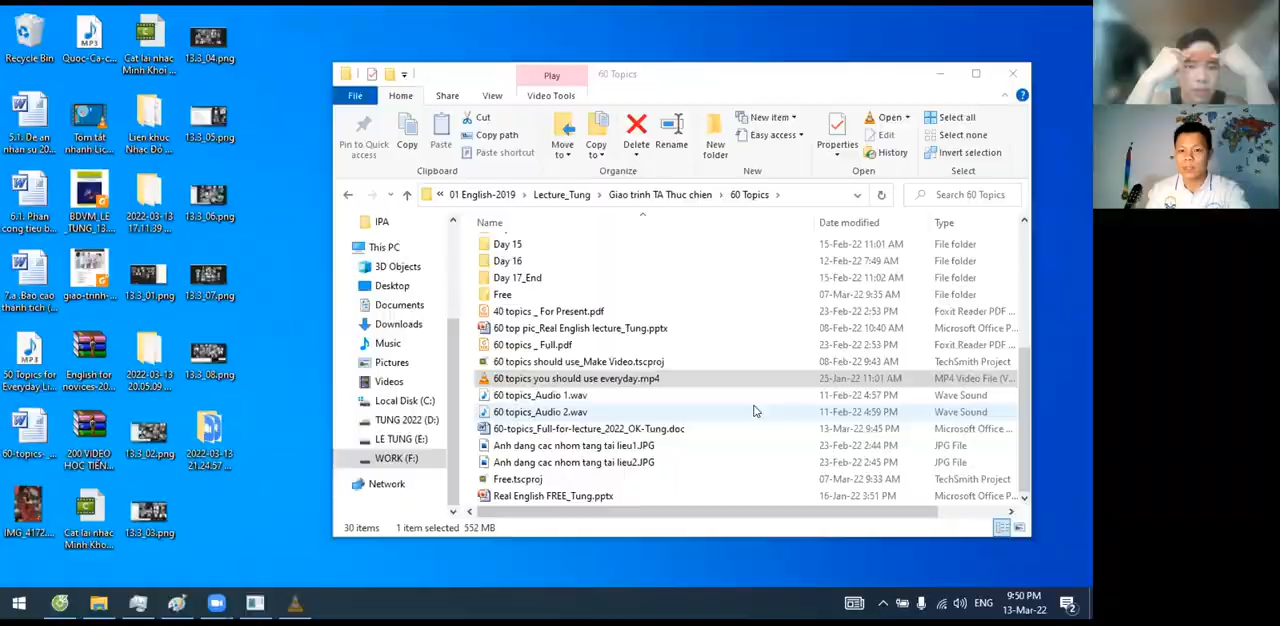 Recycle Bin
Quoc-Ca-c...
Cat lai nhac Minh Khoi ...
13.3_04.png
5.1. De an nhan su 20...
Tom tat nhanh Lic...
Lien khuc Nhac Đỏ ...
13.3_05.png
6.1. Phan cong tieu b...
BDVM_LE TUNG_13....
2022-03-13 17.11.39 ...
13.3_06.png
7.a. Bao cao thanh tich (...
giao-trinh-...
13.3_01.png
13.3_07.png
50 Topics for Everyday Li...
English for novices-20...
2022-03-13 20.05.09 ...
13.3_08.png
60-topics-_...
200 VIDEO HOC TIẾN...
13.3_02.png
2022-03-13 21.24.57 ...
IMG_4172....
Cat lai nhac Minh Kho...
13.3_03.png
Play
60 Topics
File
Home
Share
View
Video Tools
Pin to Quick access
Copy
Paste
Cut
Copy path
Paste shortcut
Move to
Copy to
Delete
Rename
New folder
New item
Easy access
Properties
Open
Edit
History
Select all
Select none
Invert selection
Clipboard
Organize
New
Open
Select
« 01 English-2019 > Lecture_Tung > Giao trinh TA Thuc chien > 60 Topics >
Search 60 Topics
IPA
This PC
3D Objects
Desktop
Documents
Downloads
Music
Pictures
Videos
Local Disk (C:)
TUNG 2022 (D:)
LE TUNG (E:)
WORK (F:)
Network
Name Date modified Type
Day 15 15-Feb-22 11:01 AM File folder
Day 16 12-Feb-22 7:49 AM File folder
Day 17_End 15-Feb-22 11:02 AM File folder
Free 07-Mar-22 9:35 AM File folder
40 topics _ For Present.pdf 23-Feb-22 2:53 PM Foxit Reader PDF ...
60 top pic_Real English lecture_Tung.pptx 08-Feb-22 10:40 AM Microsoft Office P...
60 topics _ Full.pdf 23-Feb-22 2:53 PM Foxit Reader PDF ...
60 topics should use_Make Video.tscproj 08-Feb-22 9:43 AM TechSmith Project
60 topics you should use everyday.mp4 25-Jan-22 11:01 AM MP4 Video File (V...
60 topics_Audio 1.wav 11-Feb-22 4:57 PM Wave Sound
60 topics_Audio 2.wav 11-Feb-22 4:59 PM Wave Sound
60-topics_Full-for-lecture_2022_OK-Tung.doc 13-Mar-22 9:45 PM Microsoft Office ...
Anh dang cac nhom tang tai lieu1.JPG 23-Feb-22 2:44 PM JPG File
Anh dang cac nhom tang tai lieu2.JPG 23-Feb-22 2:45 PM JPG File
Free.tscproj 07-Mar-22 9:33 AM TechSmith Project
Real English FREE_Tung.pptx 16-Jan-22 3:51 PM Microsoft Office P...
30 items 1 item selected 552 MB
ENG
9:50 PM
13-Mar-22
2